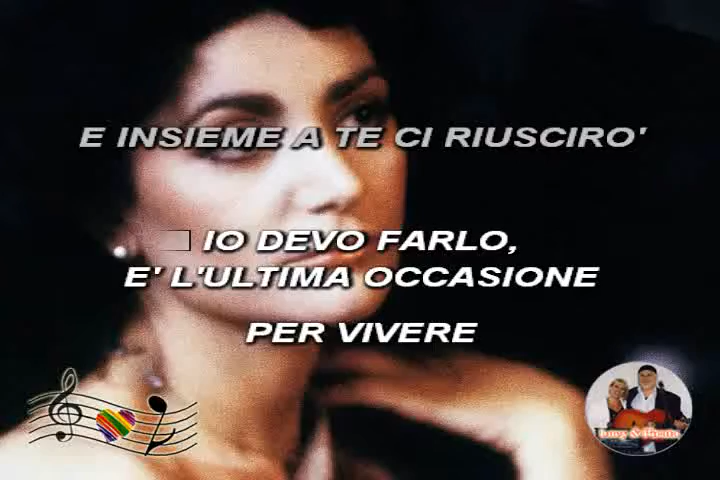 E INSIEME A TE CI RIUSCIRO'
IO DEVO FARLO,
E' L'ULTIMA OCCASIONE
PER VIVERE